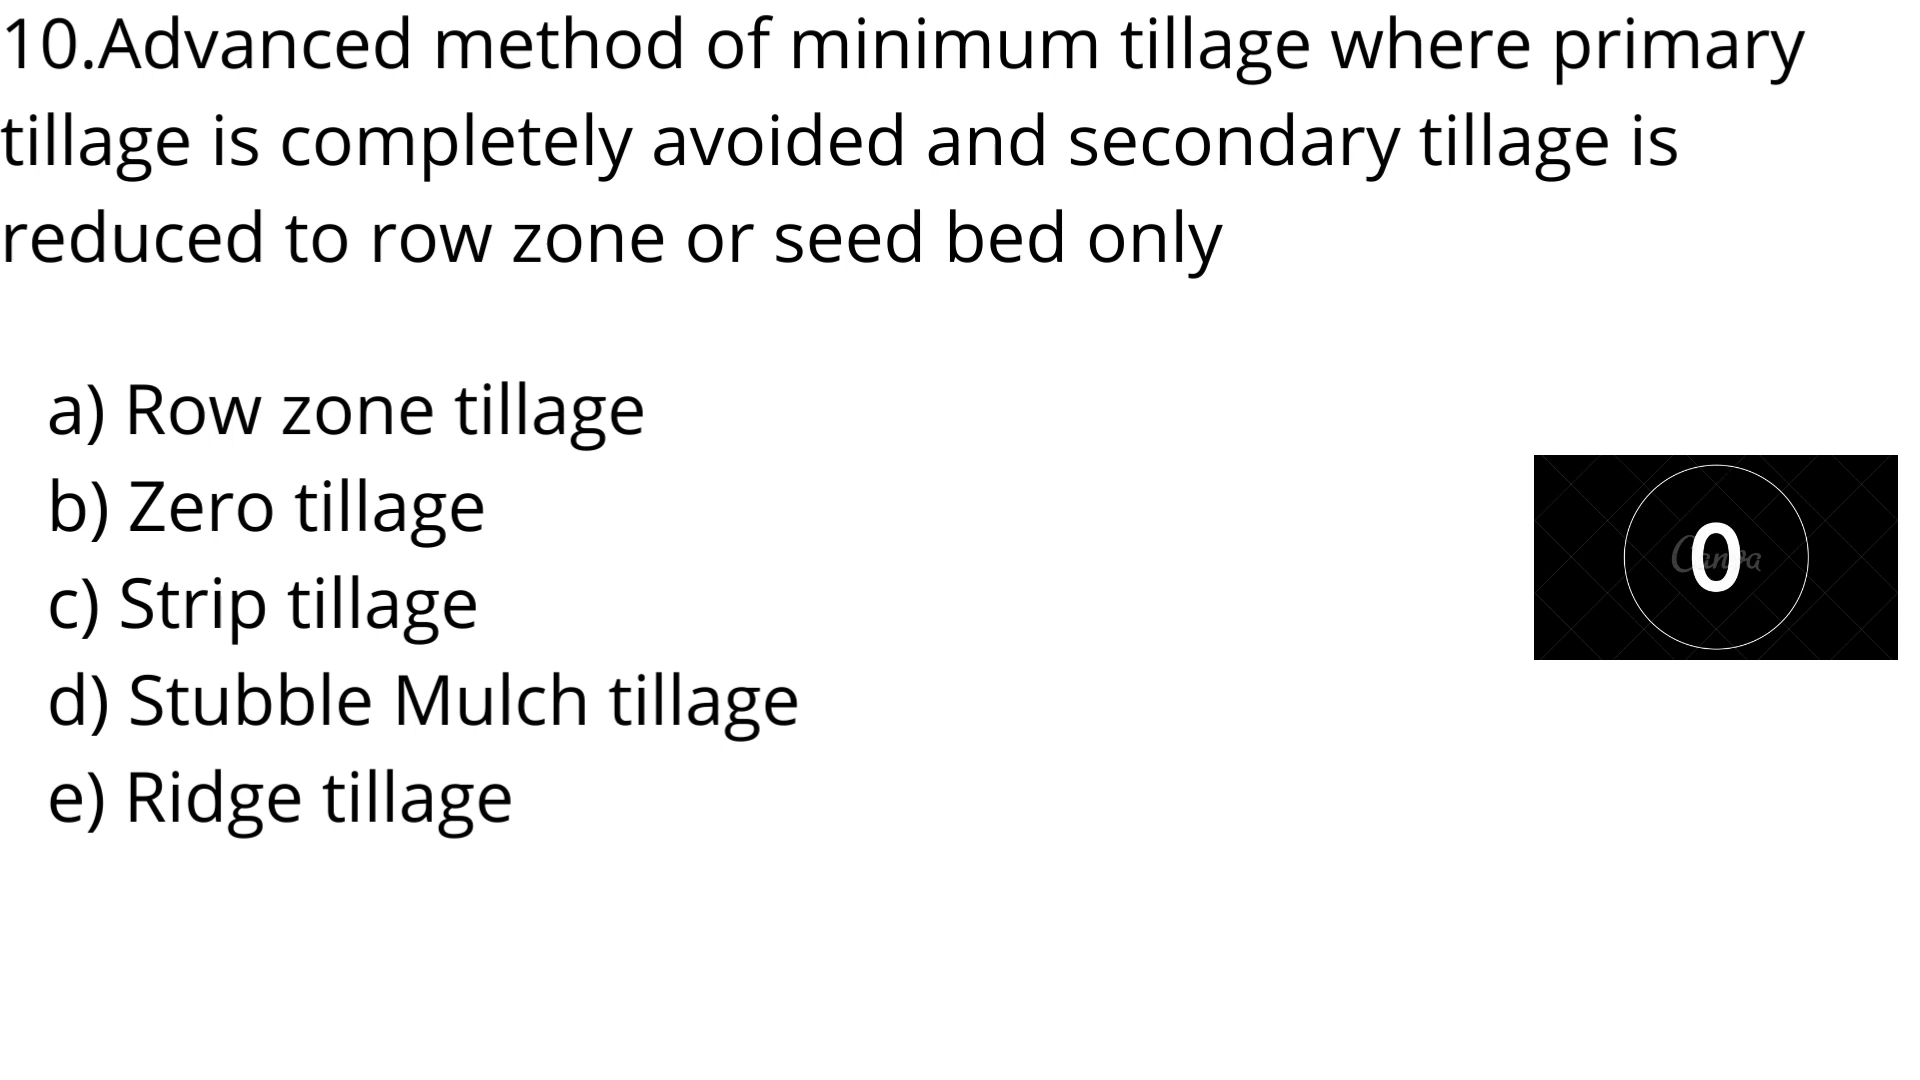 10.Advanced method of minimum tillage where primary
tillage is completely avoided and secondary tillage is
reduced to row zone or seed bed only
a) Row zone tillage
b) Zero tillage
c) Strip tillage
d) Stubble Mulch tillage
e) Ridge tillage
Canva
0